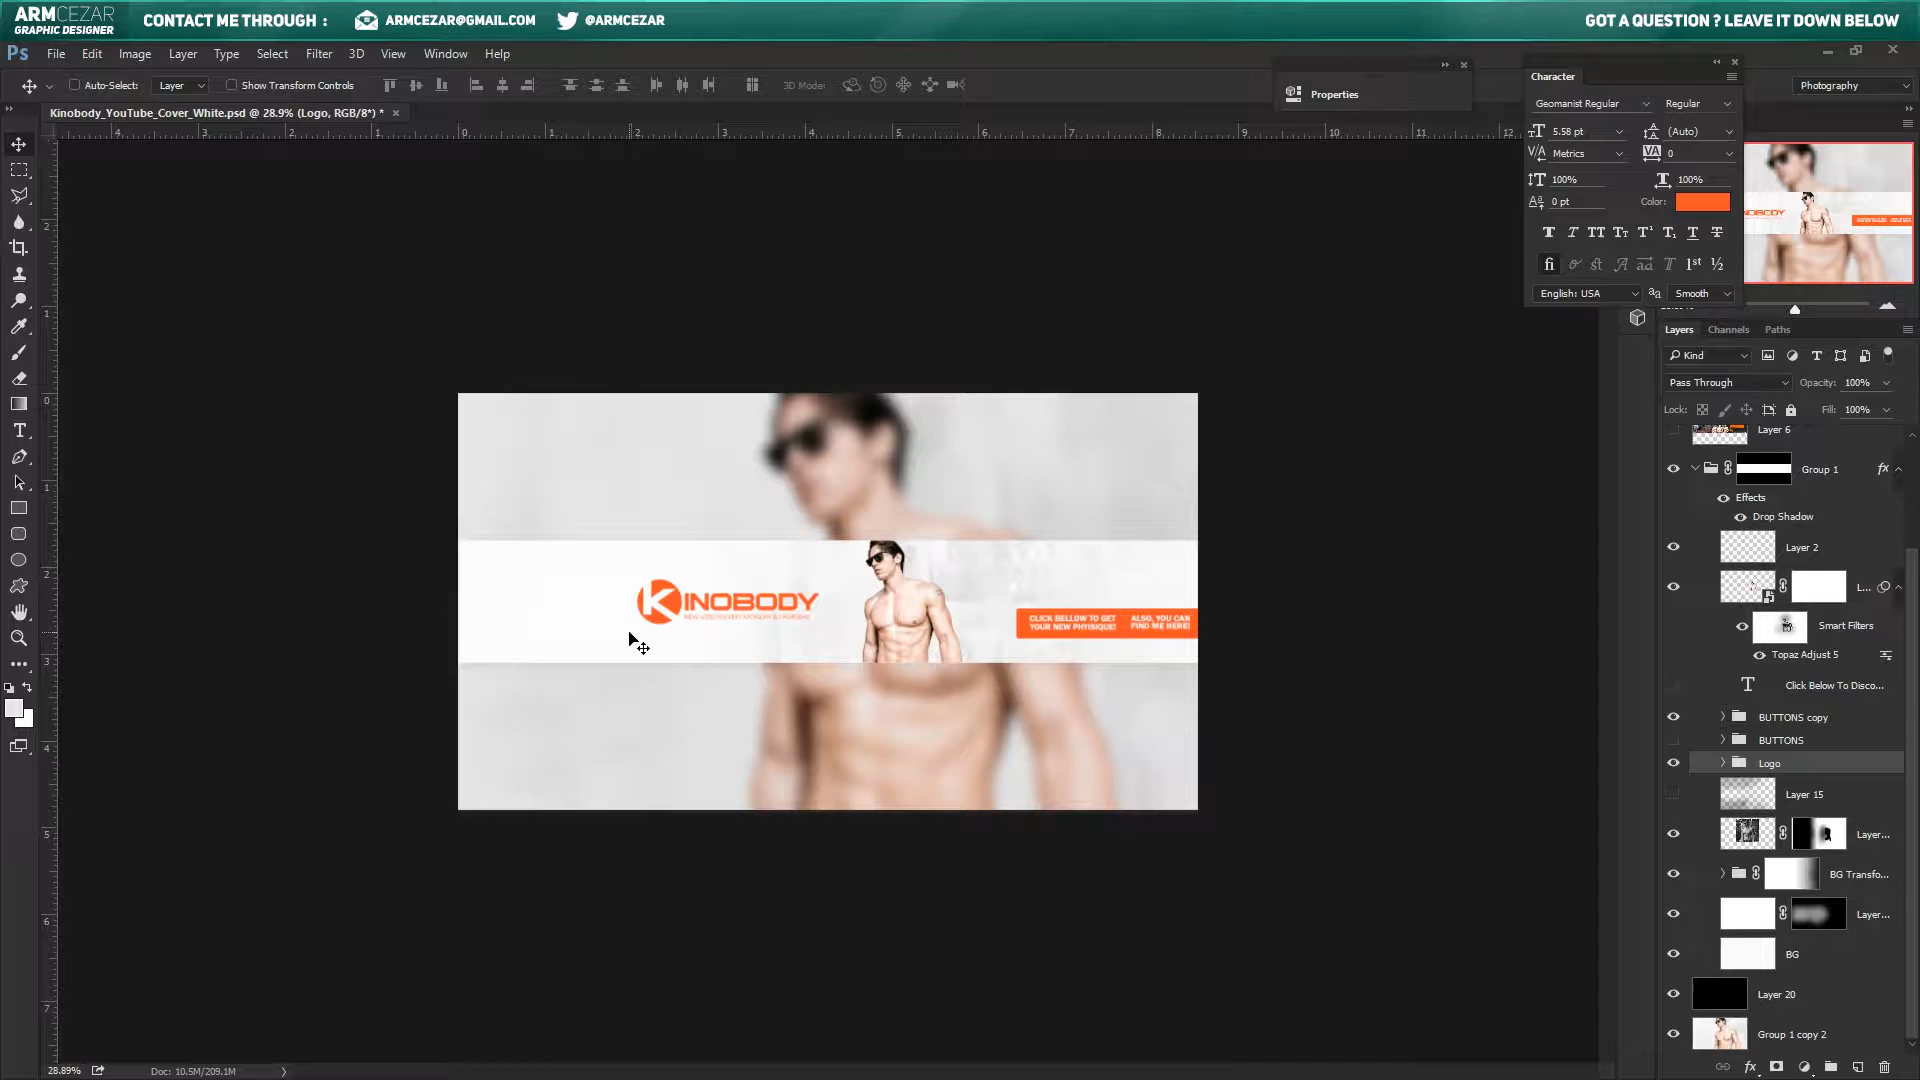 ARMCEZAR
GRAPHIC DESIGNER
CONTACT ME THROUGH :
ARMCEZAR@GMAIL.COM
@ARMCEZAR
GOT A QUESTION ? LEAVE IT DOWN BELOW
Ps File Edit Image Layer Type Select Filter 3D View Window Help
Auto-Select: Layer Show Transform Controls 3D Mode:
Photography
Kinobody_YouTube_Cover_White.psd @ 28.9% (Logo, RGB/8*) *
Properties
Character
Geomanist Regular Regular
5.58 pt (Auto)
Metrics 0
100% 100%
0 pt Color:
English: USA aa Smooth
KINOBODY
NEW VIDEOS EVERY MONDAY & THURSDAY
CLICK BELLOW TO GET
YOUR NEW PHYISIQUE!
ALSO, YOU CAN
FIND ME HERE!
Layers Channels Paths
Kind
Pass Through Opacity: 100%
Lock: Fill: 100%
Layer 6
Group 1 fx
Effects
Drop Shadow
Layer 2
L...
Smart Filters
Topaz Adjust 5
Click Below To Disco...
BUTTONS copy
BUTTONS
Logo
Layer 15
Layer...
BG Transfo...
Layer...
BG
Layer 20
Group 1 copy 2
28.89% Doc: 10.5M/209.1M